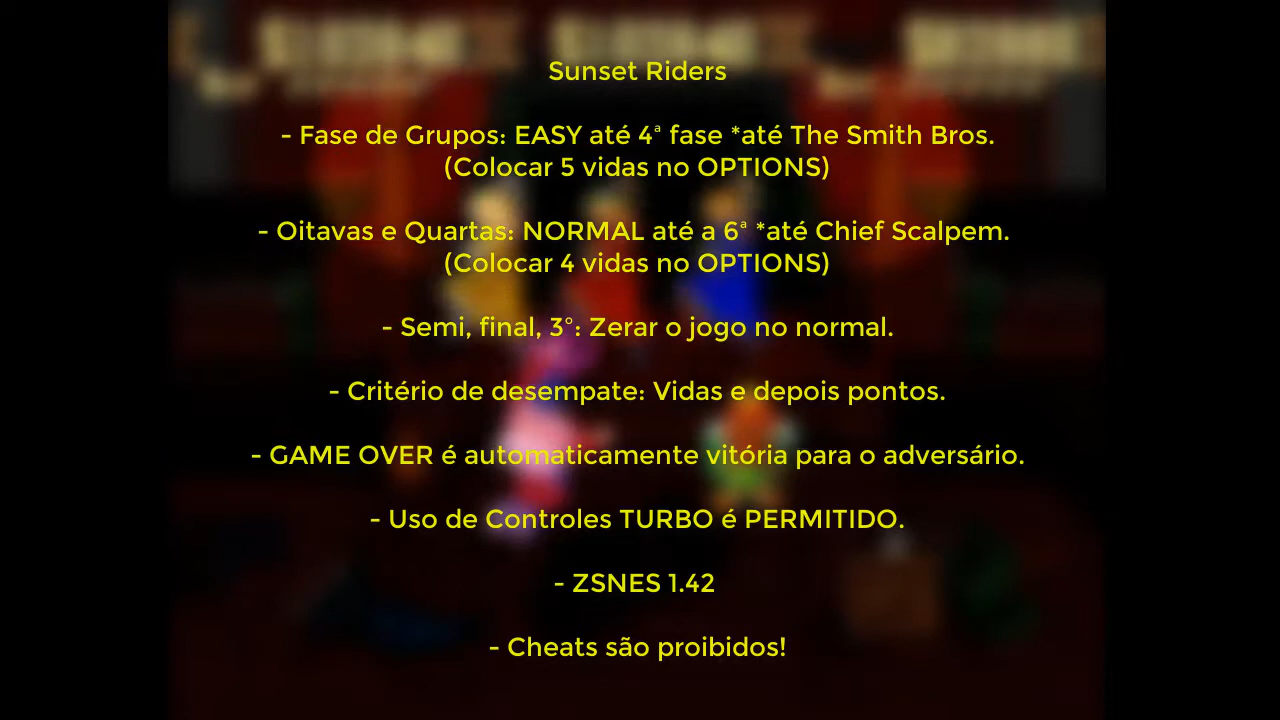 Sunset Riders
- Fase de Grupos: EASY até 4ª fase *até The Smith Bros.
(Colocar 5 vidas no OPTIONS)
- Oitavas e Quartas: NORMAL até a 6ª *até Chief Scalpem.
(Colocar 4 vidas no OPTIONS)
- Semi, final, 3°: Zerar o jogo no normal.
- Critério de desempate: Vidas e depois pontos.
- GAME OVER é automaticamente vitória para o adversário.
- Uso de Controles TURBO é PERMITIDO.
- ZSNES 1.42
- Cheats são proibidos!